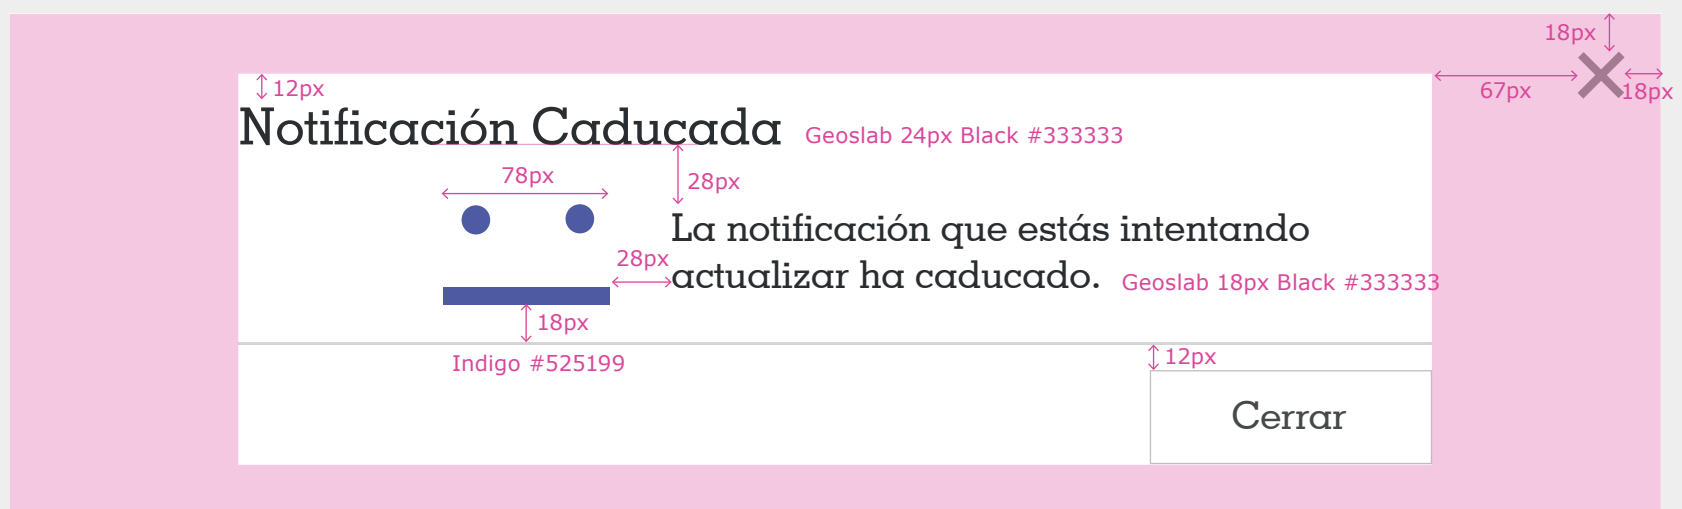 18px
12px
67px
18px
Notificación Caducada
Geoslab 24px Black #333333
78px
28px
La notificación que estás intentando
28px
actualizar ha caducado.
Geoslab 18px Black #333333
18px
Indigo #525199
12px
Cerrar